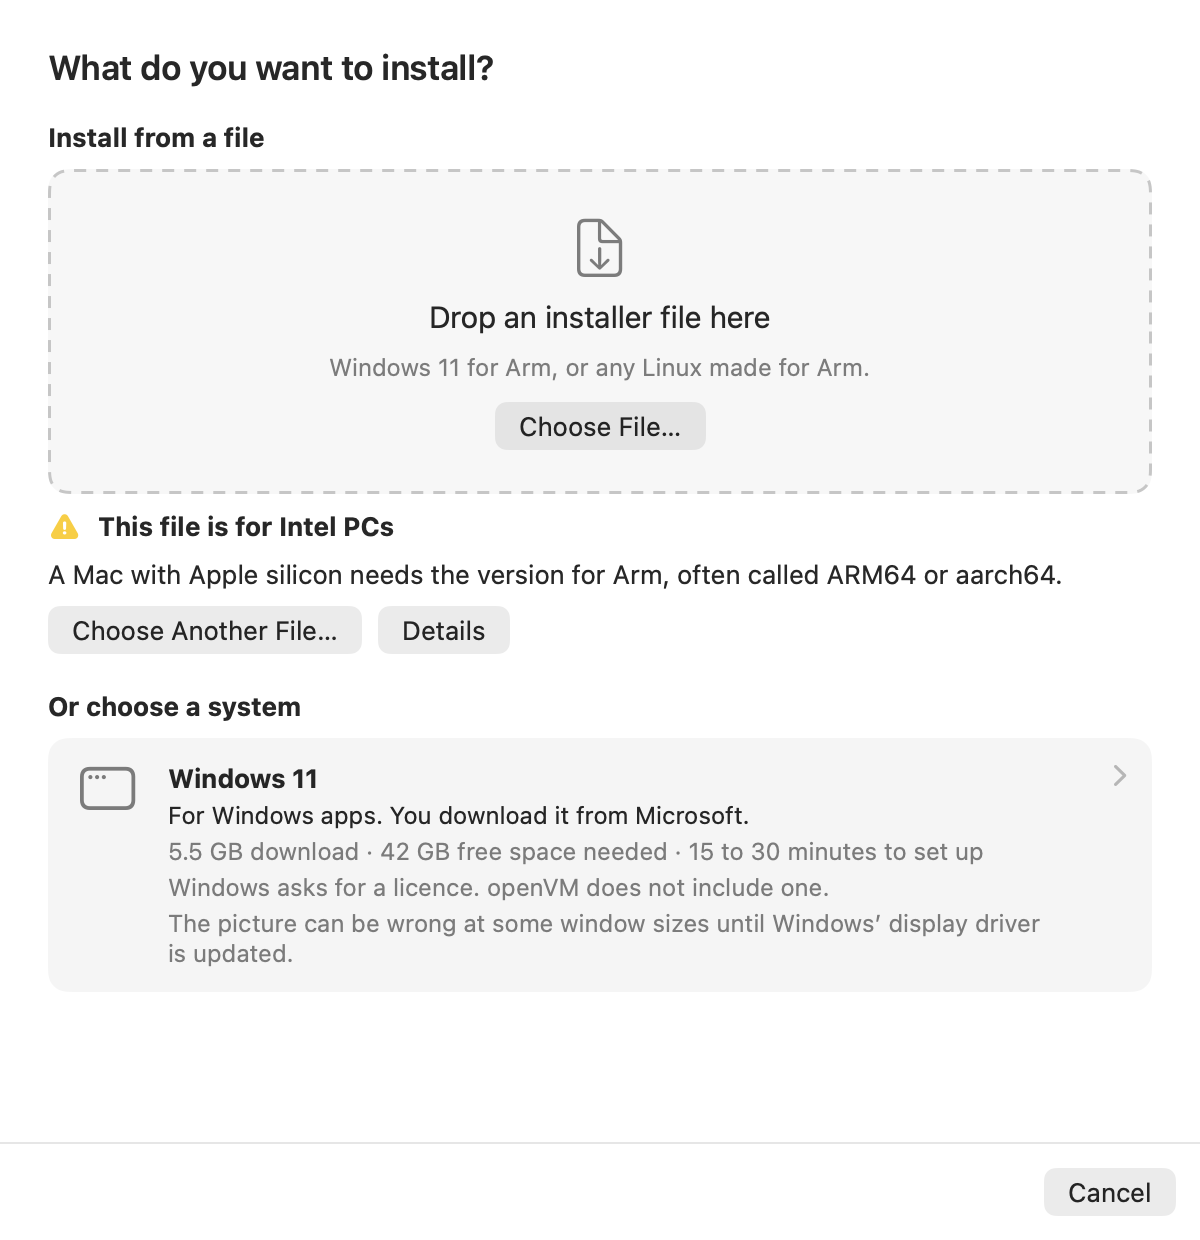 What do you want to install?
Install from a file
Drop an installer file here
Windows 11 for Arm, or any Linux made for Arm.
Choose File...
This file is for Intel PCs
A Mac with Apple silicon needs the version for Arm, often called ARM64 or aarch64.
Choose Another File...
Details
Or choose a system
Windows 11
For Windows apps. You download it from Microsoft.
5.5 GB download · 42 GB free space needed · 15 to 30 minutes to set up
Windows asks for a licence. openVM does not include one.
The picture can be wrong at some window sizes until Windows’ display driver
is updated.
Cancel